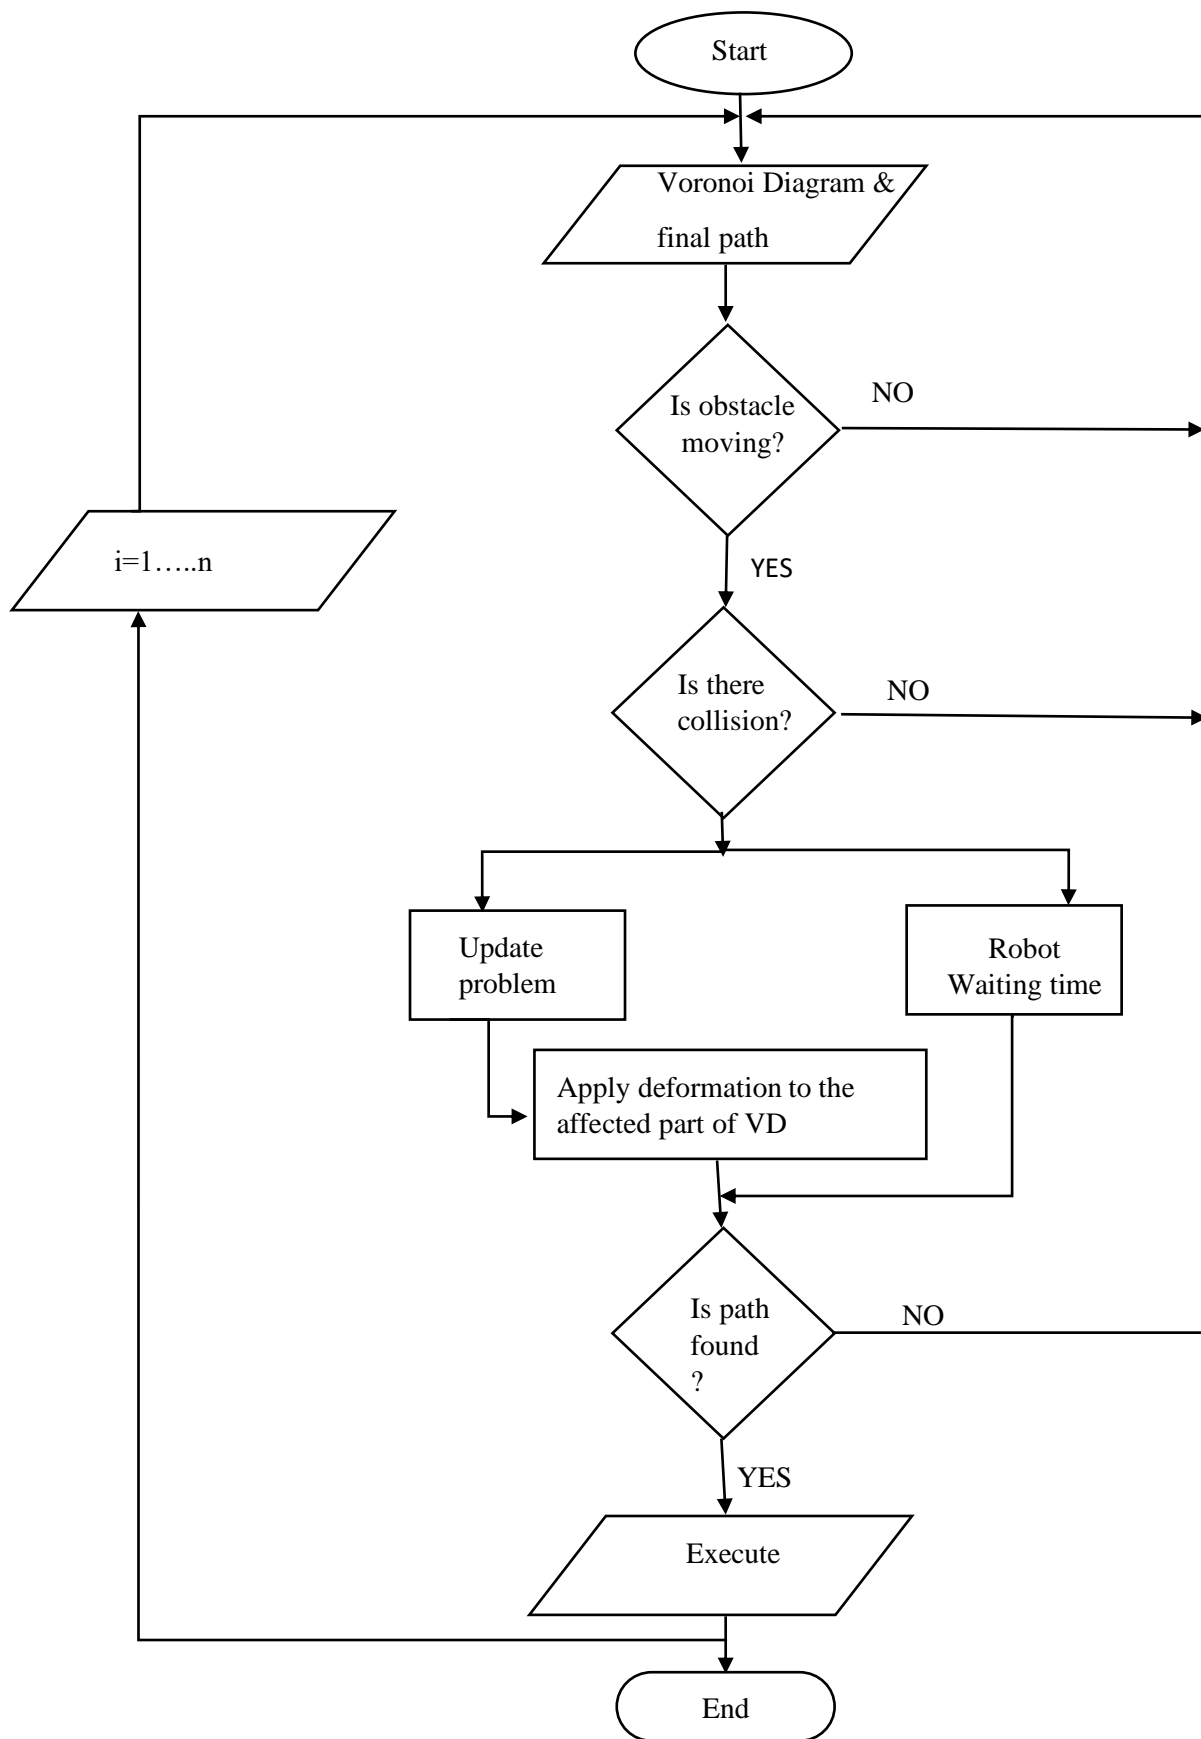 Start
Voronoi Diagram &
final path
Is obstacle
moving?
NO
YES
i=1…..n
Is there
collision?
NO
Update
problem
Robot
Waiting time
Apply deformation to the
affected part of VD
Is path
found
?
NO
YES
Execute
End